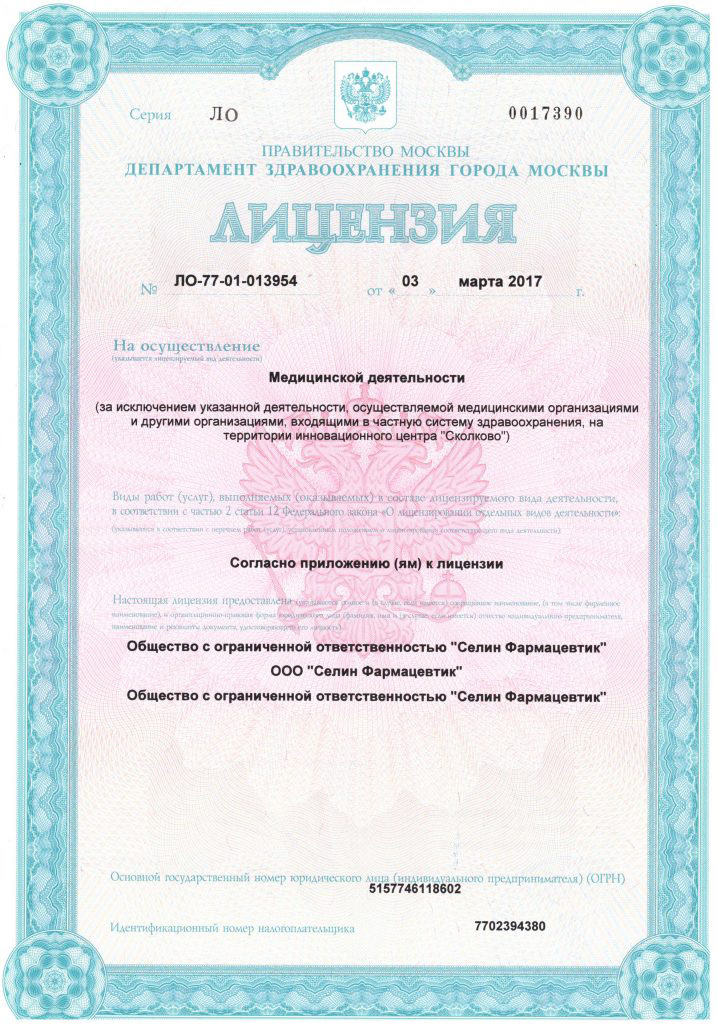 Серия ЛО 0017390
ПРАВИТЕЛЬСТВО МОСКВЫ
ДЕПАРТАМЕНТ ЗДРАВООХРАНЕНИЯ ГОРОДА МОСКВЫ
ЛИЦЕНЗИЯ
№ ЛО-77-01-013954 от « 03 » марта 2017 г.
На осуществление
(указывается лицензируемый вид деятельности)
Медицинской деятельности
(за исключением указанной деятельности, осуществляемой медицинскими организациями
и другими организациями, входящими в частную систему здравоохранения, на
территории инновационного центра "Сколково")
Виды работ (услуг), выполняемых (оказываемых) в составе лицензируемого вида деятельности,
в соответствии с частью 2 статьи 12 Федерального закона «О лицензировании отдельных видов деятельности»:
(указываются в соответствии с перечнем работ (услуг), установленным положением о лицензировании соответствующего вида деятельности)
Согласно приложению (ям) к лицензии
Настоящая лицензия предоставлена (указывается полное и (в случае, если имеется) сокращенное наименование, (в том числе фирменное
наименование), и организационно-правовая форма юридического лица (фамилия, имя и (в случае, если имеется) отчество индивидуального предпринимателя,
наименование и реквизиты документа, удостоверяющего его личность)
Общество с ограниченной ответственностью "Селин Фармацевтик"
ООО "Селин Фармацевтик"
Общество с ограниченной ответственностью "Селин Фармацевтик"
Основной государственный номер юридического лица (индивидуального предпринимателя) (ОГРН)
5157746118602
Идентификационный номер налогоплательщика 7702394380